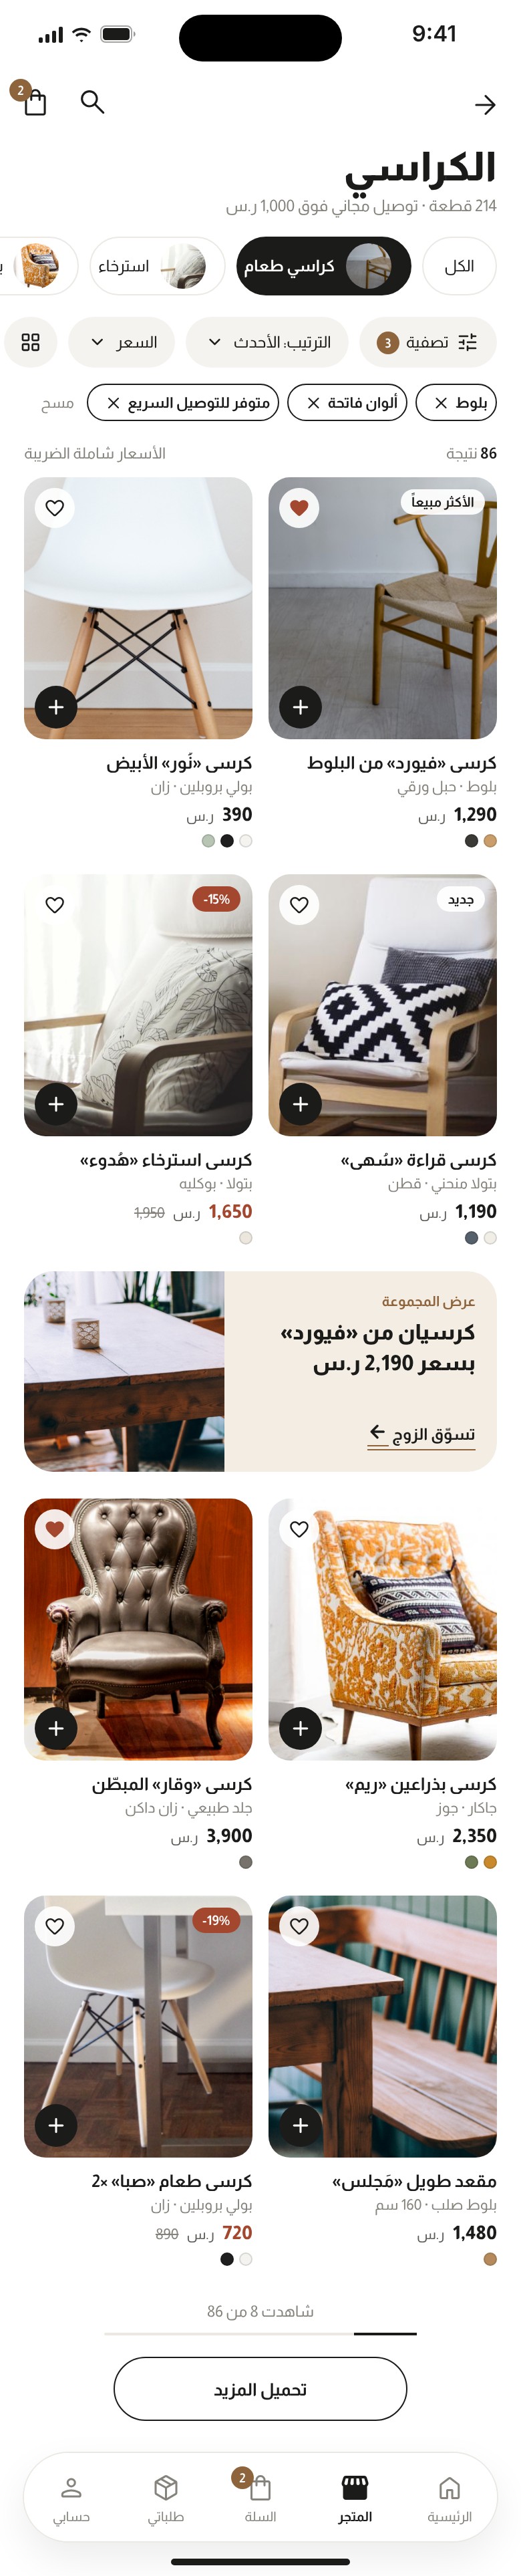 9:41
2
الكراسي
214 قطعة · توصيل مجاني فوق 1,000 ر.س
الكل
كراسي طعام
استرخاء
تصفية 3
الترتيب: الأحدث
السعر
بلوط
ألوان فاتحة
متوفر للتوصيل السريع
مسح
86 نتيجة
الأسعار شاملة الضريبة
الأكثر مبيعاً
كرسي «فيورد» من البلوط
بلوط · حبل ورقي
1,290 ر.س
كرسي «نُور» الأبيض
بولي بروبلين · زان
390 ر.س
جديد
كرسي قراءة «سُهى»
بتولا منحني · قطن
1,190 ر.س
-15%
كرسي استرخاء «هُدوء»
بتولا · بوكليه
1,650 ر.س 1,950
عرض المجموعة
كرسيان من «فيورد»
بسعر 2,190 ر.س
تسوّق الزوج
كرسي بذراعين «ريم»
جاكار · جوز
2,350 ر.س
كرسي «وقار» المبطّن
جلد طبيعي · زان داكن
3,900 ر.س
مقعد طويل «مَجلس»
بلوط صلب · 160 سم
1,480 ر.س
-19%
كرسي طعام «صبا» ×2
بولي بروبلين · زان
720 ر.س 890
شاهدت 8 من 86
تحميل المزيد
الرئيسية
المتجر
2
السلة
طلباتي
حسابي